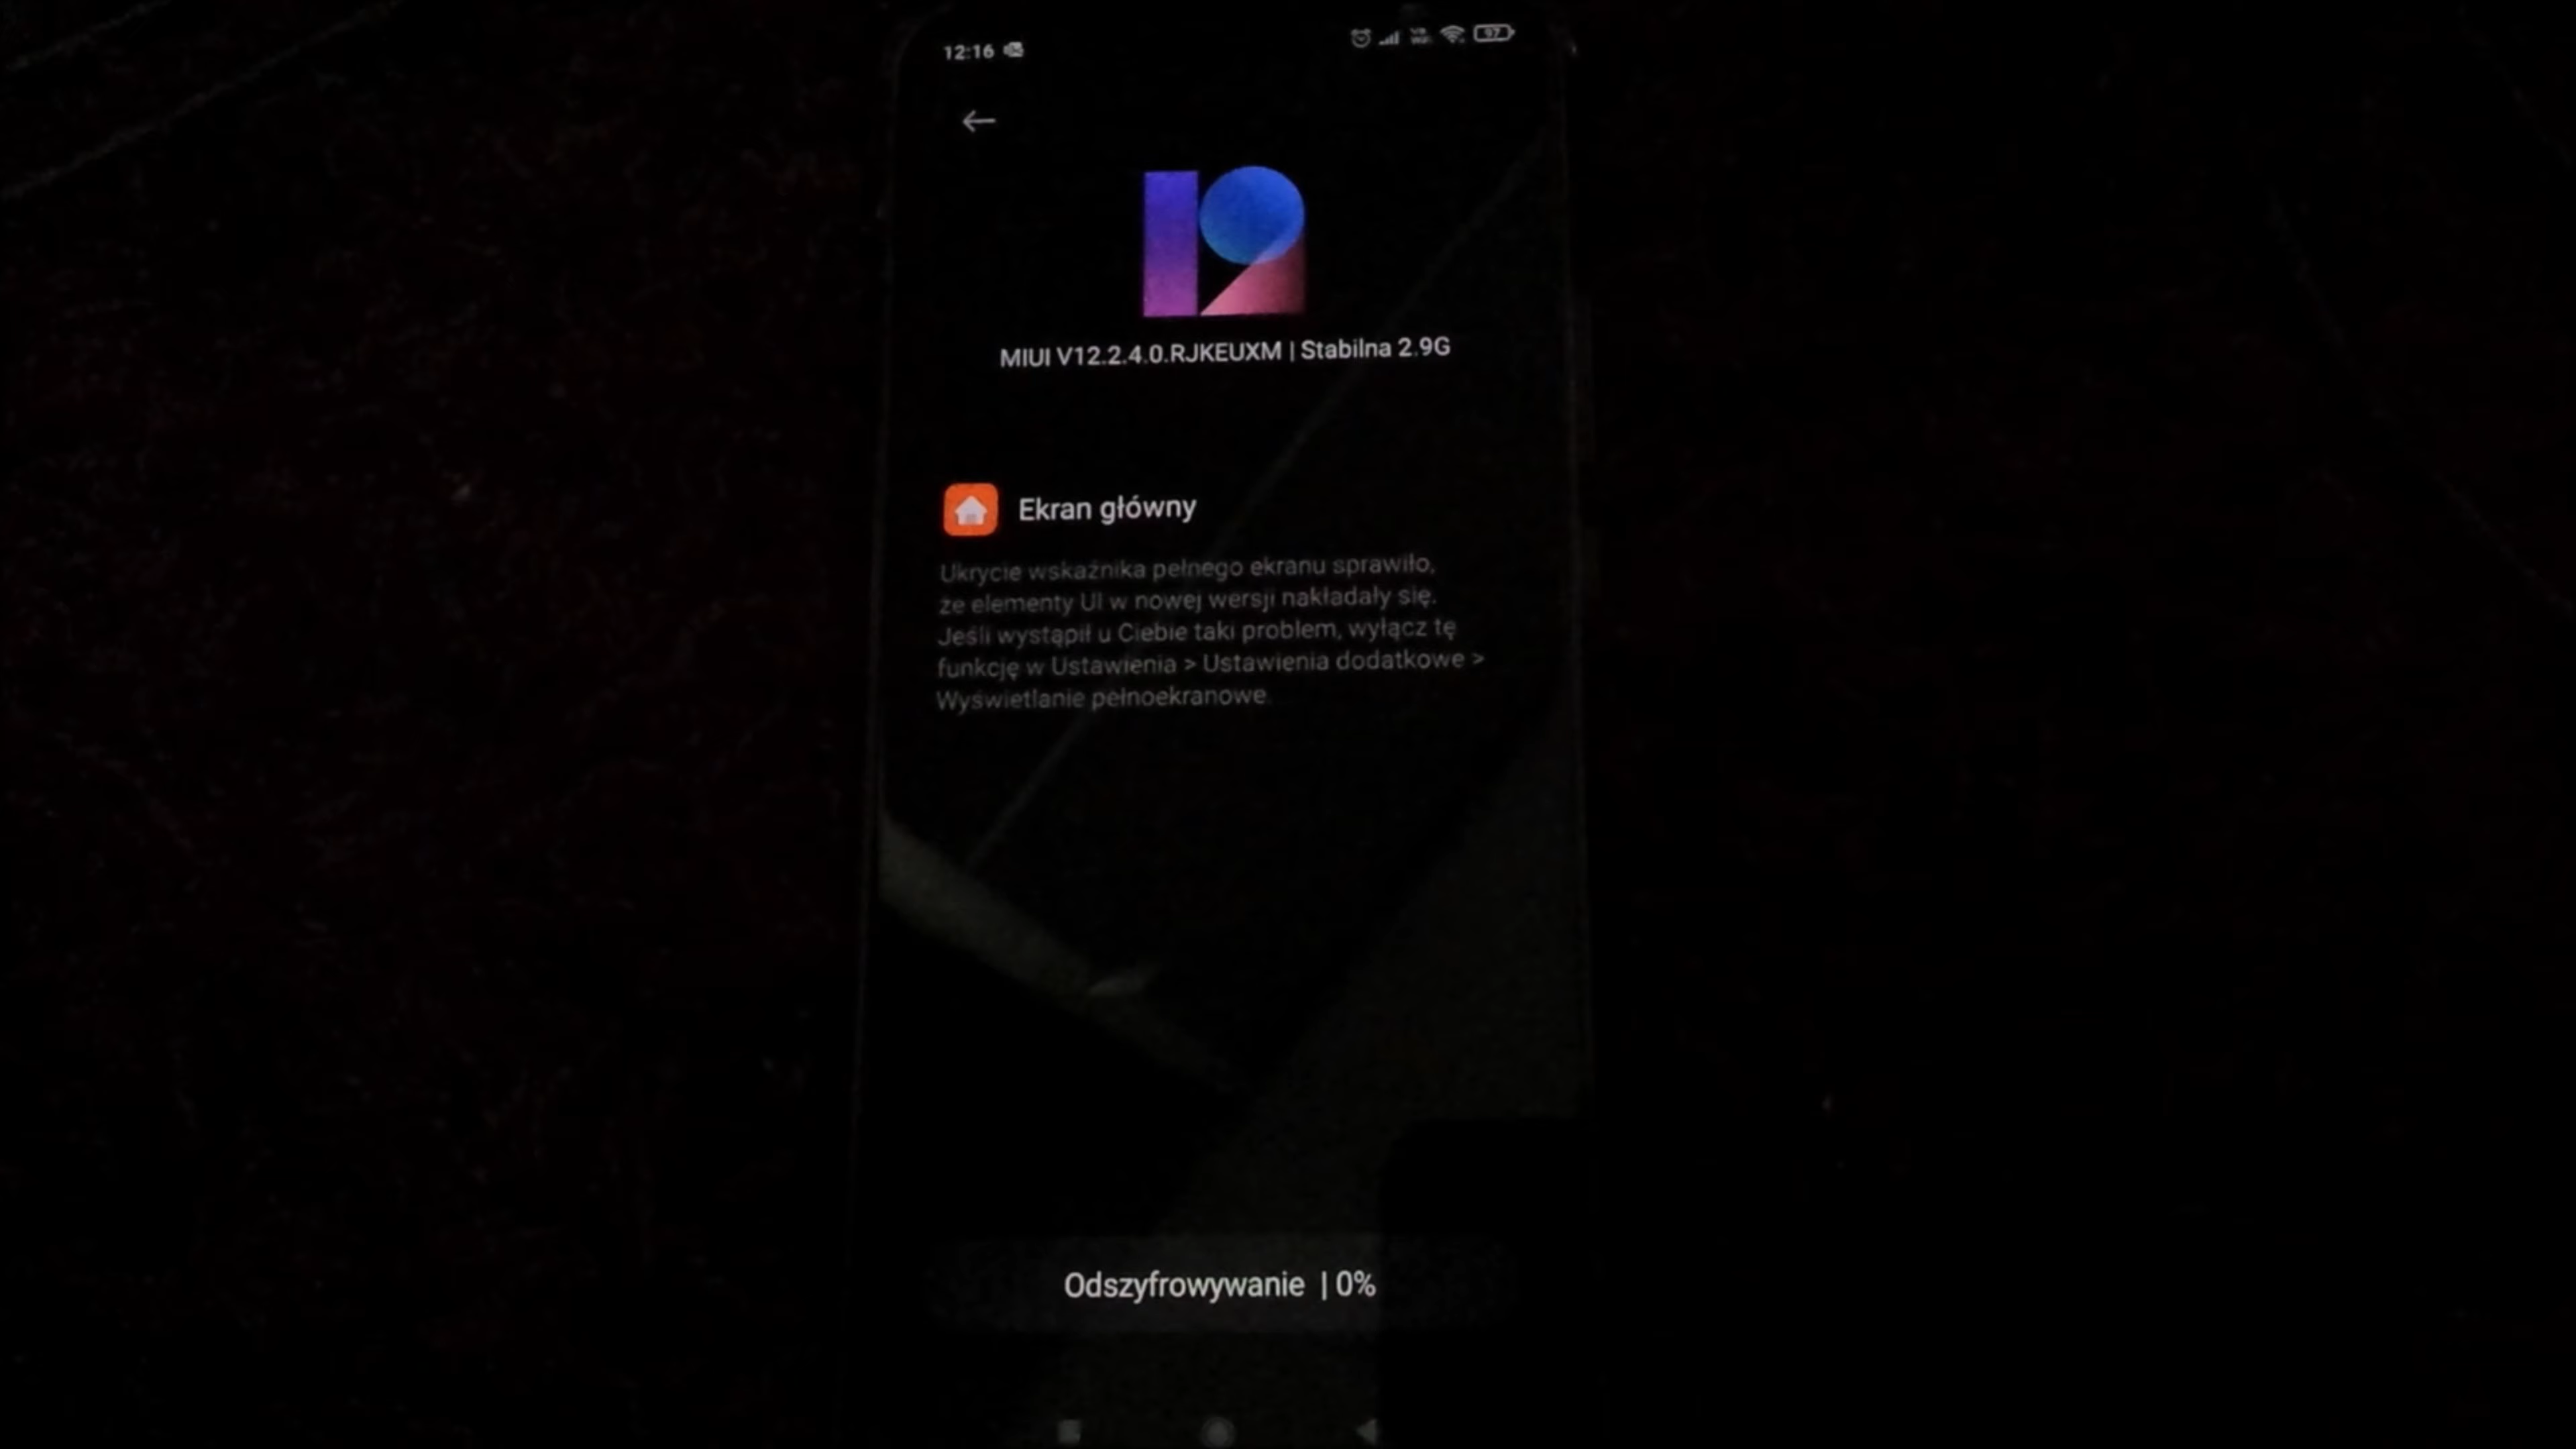 12:16
97
MIUI V12.2.4.0.RJKEUXM | Stabilna 2.9G
Ekran główny
Ukrycie wskaźnika pełnego ekranu sprawiło,
że elementy UI w nowej wersji nakładały się.
Jeśli wystąpił u Ciebie taki problem, wyłącz tę
funkcję w Ustawienia > Ustawienia dodatkowe >
Wyświetlanie pełnoekranowe.
Odszyfrowywanie | 0%